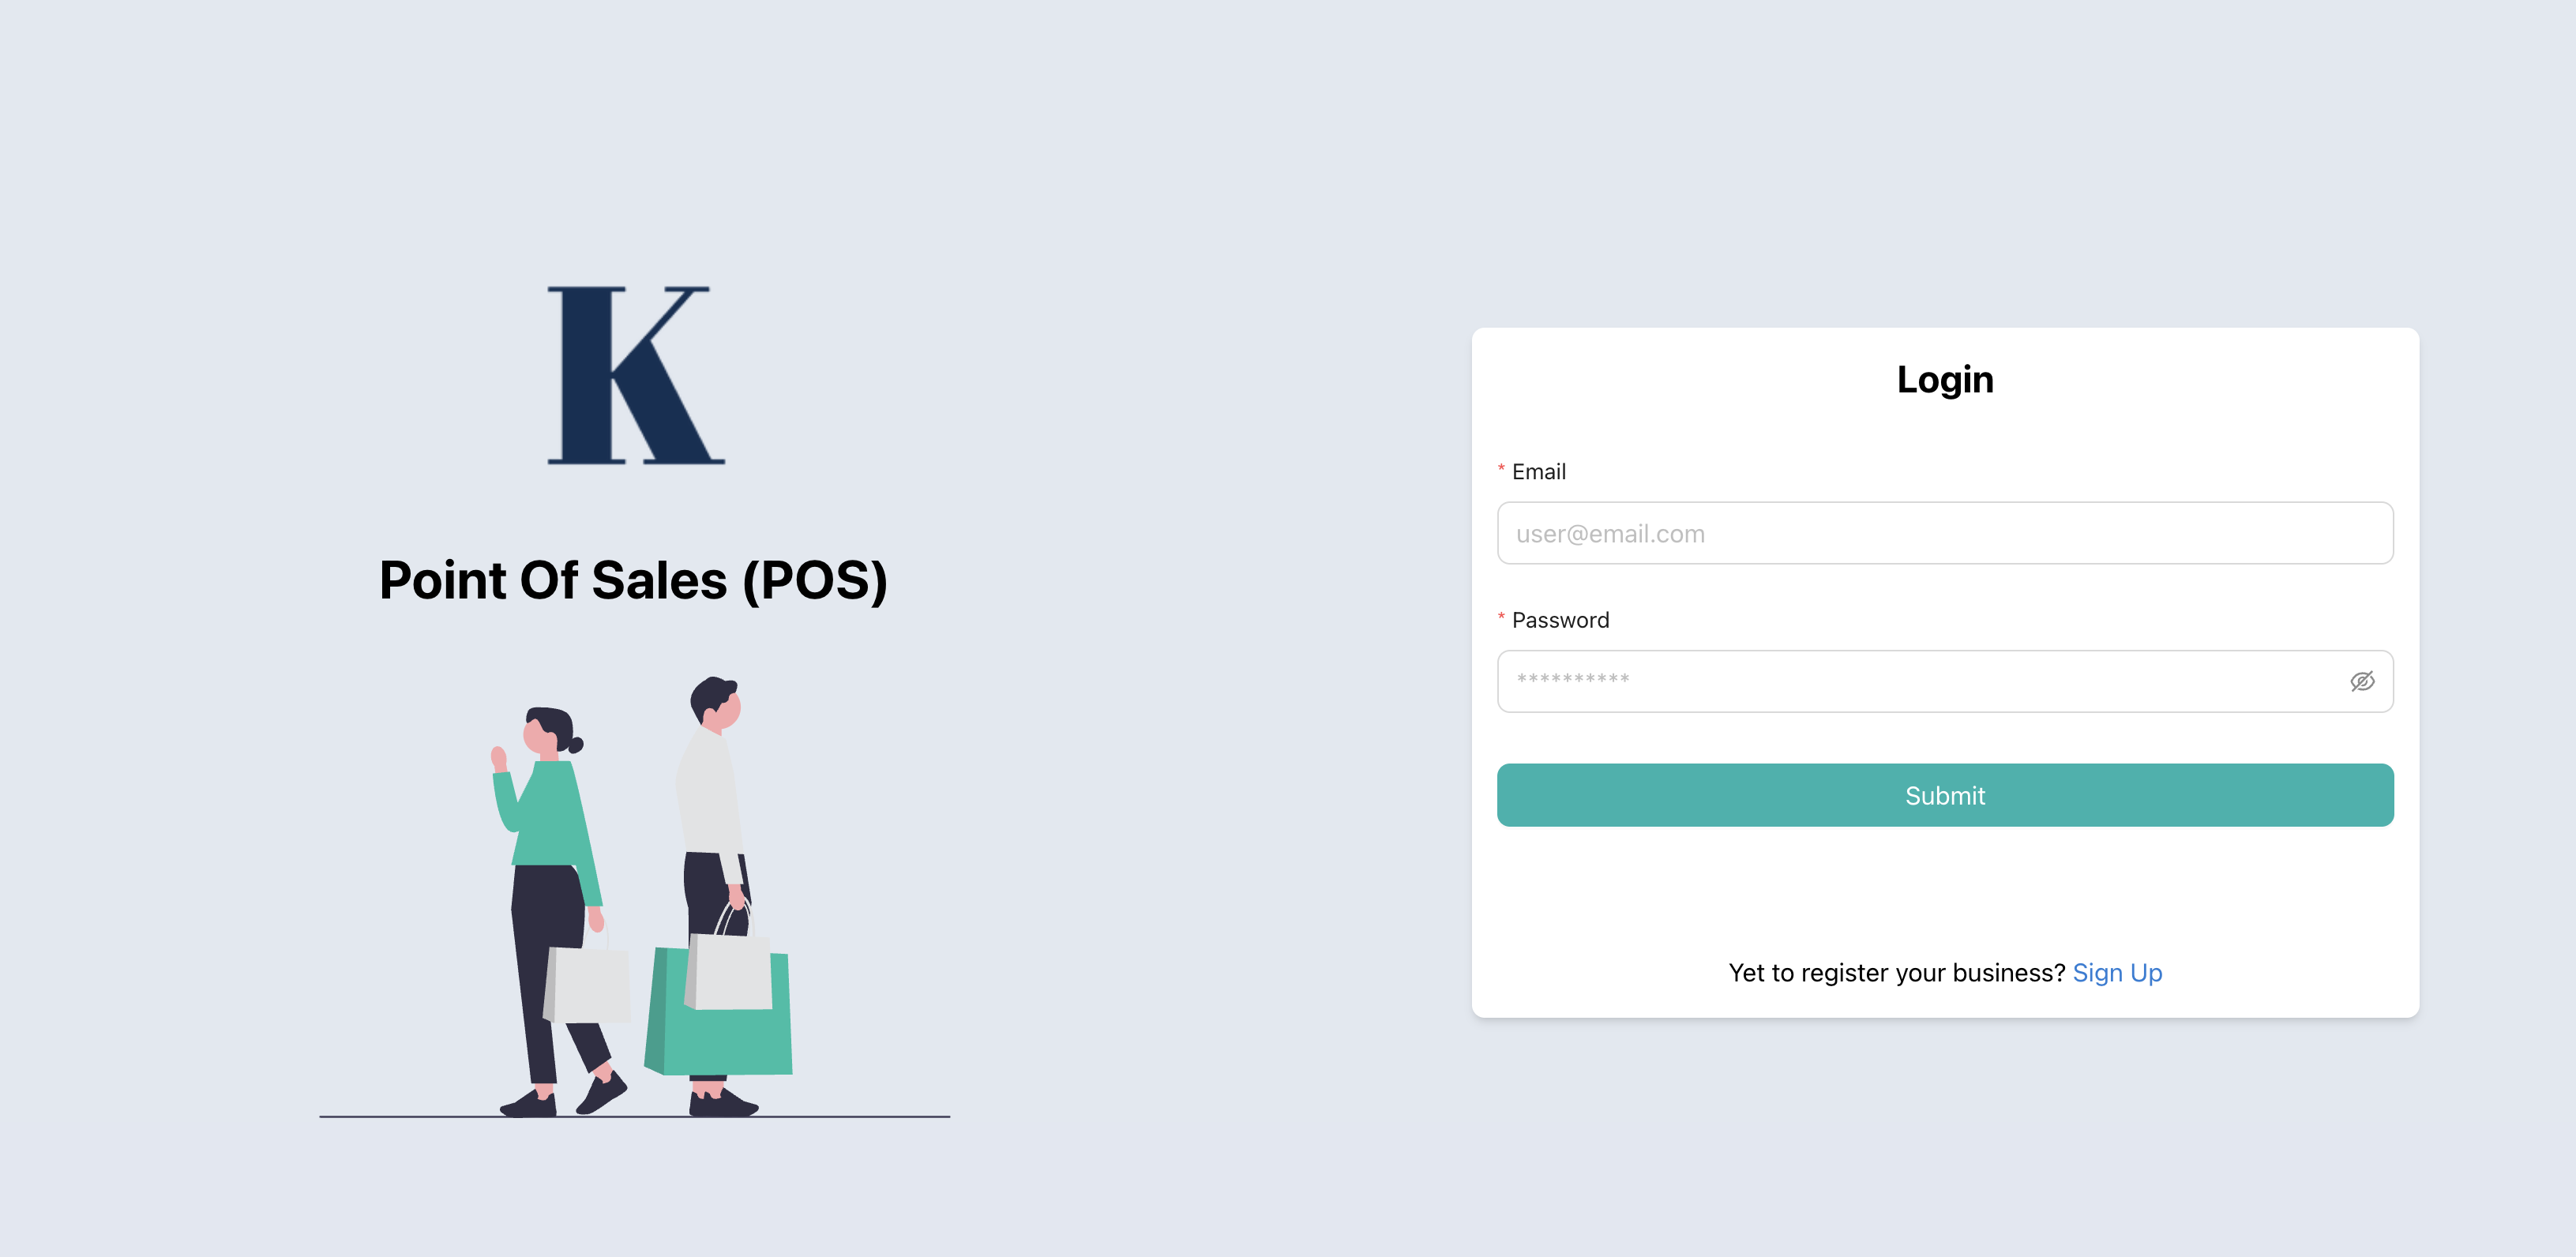 K
Point Of Sales (POS)
Login
* Email
user@email.com
* Password
**********
Submit
Yet to register your business? Sign Up